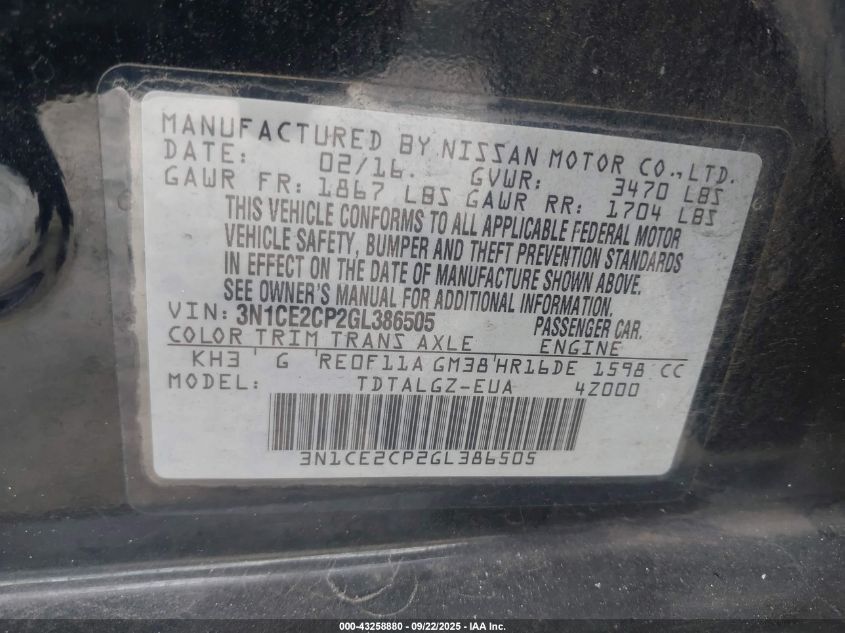 MANUFACTURED BY NISSAN MOTOR CO.,LTD.
DATE: 02/16. GVWR: 3470 LBS
GAWR FR: 1867 LBS GAWR RR: 1704 LBS
THIS VEHICLE CONFORMS TO ALL APPLICABLE FEDERAL MOTOR
VEHICLE SAFETY, BUMPER AND THEFT PREVENTION STANDARDS
IN EFFECT ON THE DATE OF MANUFACTURE SHOWN ABOVE.
SEE OWNER'S MANUAL FOR ADDITIONAL INFORMATION.
VIN: 3N1CE2CP2GL386505 PASSENGER CAR.
COLOR TRIM TRANS AXLE ENGINE
KH3 ' G 'RE0F11A GM38'HR16DE 1598 CC
MODEL: TDTALGZ-EUA 4Z000
3N1CE2CP2GL386505
000-43258880 - 09/22/2025 - IAA Inc.